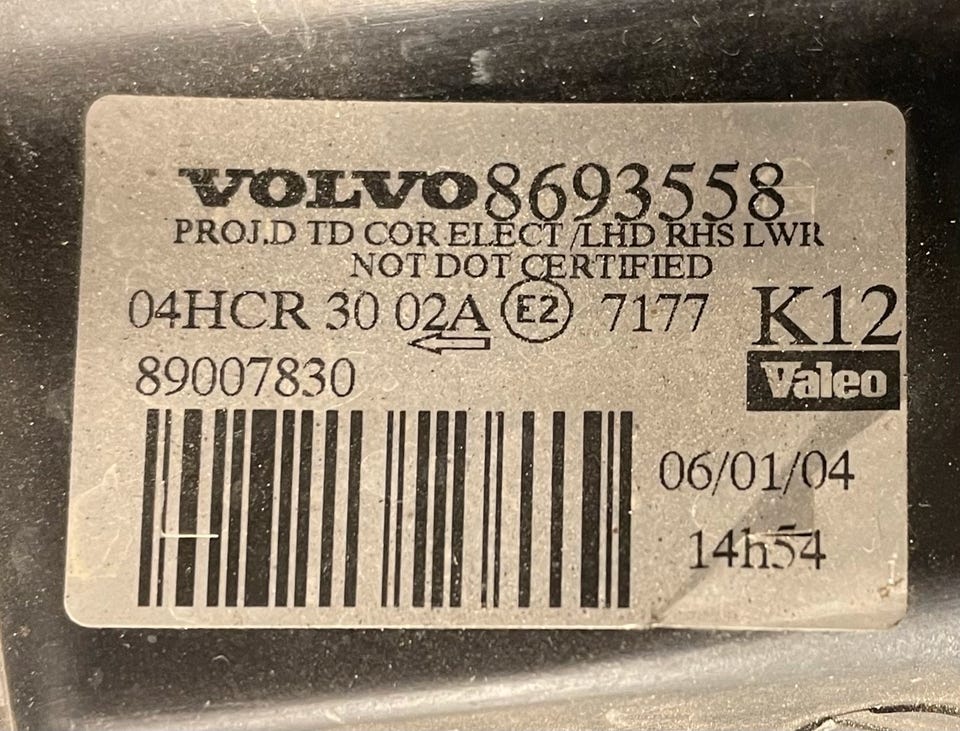 VOLVO 8693558
PROJ.D TD COR ELECT /LHD RHS LWR
NOT DOT CERTIFIED
04HCR 30 02A E2 7177 K12
89007830 Valeo
06/01/04
14h54